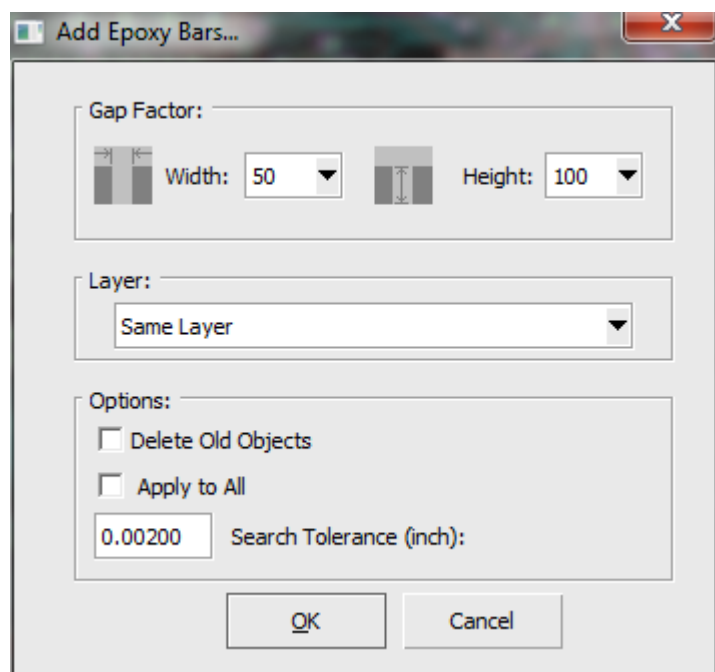 Add Epoxy Bars...
Gap Factor:
Width: 50 Height: 100
Layer:
Same Layer
Options:
Delete Old Objects
Apply to All
0.00200 Search Tolerance (inch):
OK Cancel